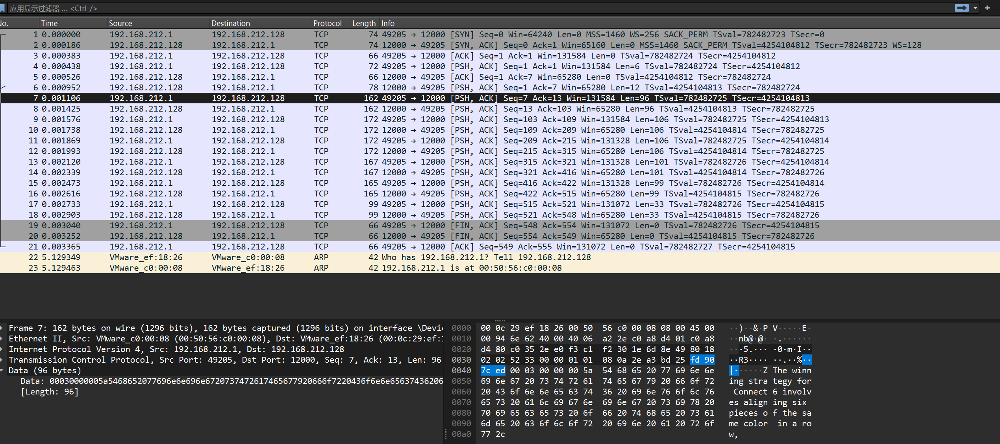 应用显示过滤器 … <Ctrl-/>
No. Time Source Destination Protocol Length Info
1 0.000000 192.168.212.1 192.168.212.128 TCP 74 49205 → 12000 [SYN] Seq=0 Win=64240 Len=0 MSS=1460 WS=256 SACK_PERM TSval=782482723 TSecr=0
2 0.000186 192.168.212.128 192.168.212.1 TCP 74 12000 → 49205 [SYN, ACK] Seq=0 Ack=1 Win=65160 Len=0 MSS=1460 SACK_PERM TSval=4254104812 TSecr=782482723 WS=128
3 0.000383 192.168.212.1 192.168.212.128 TCP 66 49205 → 12000 [ACK] Seq=1 Ack=1 Win=131584 Len=0 TSval=782482724 TSecr=4254104812
4 0.000438 192.168.212.1 192.168.212.128 TCP 72 49205 → 12000 [PSH, ACK] Seq=1 Ack=1 Win=131584 Len=6 TSval=782482724 TSecr=4254104812
5 0.000526 192.168.212.128 192.168.212.1 TCP 66 12000 → 49205 [ACK] Seq=1 Ack=7 Win=65280 Len=0 TSval=4254104812 TSecr=782482724
6 0.000952 192.168.212.128 192.168.212.1 TCP 78 12000 → 49205 [PSH, ACK] Seq=1 Ack=7 Win=65280 Len=12 TSval=4254104813 TSecr=782482724
7 0.001106 192.168.212.1 192.168.212.128 TCP 162 49205 → 12000 [PSH, ACK] Seq=7 Ack=13 Win=131584 Len=96 TSval=782482725 TSecr=4254104813
8 0.001425 192.168.212.128 192.168.212.1 TCP 162 12000 → 49205 [PSH, ACK] Seq=13 Ack=103 Win=65280 Len=96 TSval=4254104813 TSecr=782482725
9 0.001576 192.168.212.1 192.168.212.128 TCP 172 49205 → 12000 [PSH, ACK] Seq=103 Ack=109 Win=131584 Len=106 TSval=782482725 TSecr=4254104813
10 0.001738 192.168.212.128 192.168.212.1 TCP 172 12000 → 49205 [PSH, ACK] Seq=109 Ack=209 Win=65280 Len=106 TSval=4254104814 TSecr=782482725
11 0.001869 192.168.212.1 192.168.212.128 TCP 172 49205 → 12000 [PSH, ACK] Seq=209 Ack=215 Win=131328 Len=106 TSval=782482725 TSecr=4254104814
12 0.001993 192.168.212.128 192.168.212.1 TCP 172 12000 → 49205 [PSH, ACK] Seq=215 Ack=315 Win=65280 Len=106 TSval=4254104814 TSecr=782482725
13 0.002120 192.168.212.1 192.168.212.128 TCP 167 49205 → 12000 [PSH, ACK] Seq=315 Ack=321 Win=131328 Len=101 TSval=782482726 TSecr=4254104814
14 0.002339 192.168.212.128 192.168.212.1 TCP 167 12000 → 49205 [PSH, ACK] Seq=321 Ack=416 Win=65280 Len=101 TSval=4254104814 TSecr=782482726
15 0.002473 192.168.212.1 192.168.212.128 TCP 165 49205 → 12000 [PSH, ACK] Seq=416 Ack=422 Win=131328 Len=99 TSval=782482726 TSecr=4254104814
16 0.002616 192.168.212.128 192.168.212.1 TCP 165 12000 → 49205 [PSH, ACK] Seq=422 Ack=515 Win=65280 Len=99 TSval=4254104815 TSecr=782482726
17 0.002733 192.168.212.1 192.168.212.128 TCP 99 49205 → 12000 [PSH, ACK] Seq=515 Ack=521 Win=131072 Len=33 TSval=782482726 TSecr=4254104815
18 0.002903 192.168.212.128 192.168.212.1 TCP 99 12000 → 49205 [PSH, ACK] Seq=521 Ack=548 Win=65280 Len=33 TSval=4254104815 TSecr=782482726
19 0.003040 192.168.212.1 192.168.212.128 TCP 66 49205 → 12000 [FIN, ACK] Seq=548 Ack=554 Win=131072 Len=0 TSval=782482726 TSecr=4254104815
20 0.003252 192.168.212.128 192.168.212.1 TCP 66 12000 → 49205 [FIN, ACK] Seq=554 Ack=549 Win=65280 Len=0 TSval=4254104815 TSecr=782482726
21 0.003365 192.168.212.1 192.168.212.128 TCP 66 49205 → 12000 [ACK] Seq=549 Ack=555 Win=131072 Len=0 TSval=782482727 TSecr=4254104815
22 5.129349 VMware_ef:18:26 VMware_c0:00:08 ARP 42 Who has 192.168.212.1? Tell 192.168.212.128
23 5.129463 VMware_c0:00:08 VMware_ef:18:26 ARP 42 192.168.212.1 is at 00:50:56:c0:00:08
Frame 7: 162 bytes on wire (1296 bits), 162 bytes captured (1296 bits) on interface \Devic
Ethernet II, Src: VMware_c0:00:08 (00:50:56:c0:00:08), Dst: VMware_ef:18:26 (00:0c:29:ef:1
Internet Protocol Version 4, Src: 192.168.212.1, Dst: 192.168.212.128
Transmission Control Protocol, Src Port: 49205, Dst Port: 12000, Seq: 7, Ack: 13, Len: 96
Data (96 bytes)
Data: 00030000005a5468652077696e6e696e6720737472617465677920666f7220436f6e6e65637436206
[Length: 96]
0000 00 0c 29 ef 18 26 00 50 56 c0 00 08 08 00 45 00 ··)··&·P V·····E·
0010 00 94 6e 62 40 00 40 06 a2 2e c0 a8 d4 01 c0 a8 ··nb@·@· ·.······
0020 d4 80 c0 35 2e e0 f3 c1 f2 30 1e 6d 8e 49 80 18 ···5.··· ·0·m·I··
0030 02 02 52 33 00 00 01 01 08 0a 2e a3 bd 25 fd 90 ··R3···· ··.··%··
0040 7c ed 00 03 00 00 00 5a 54 68 65 20 77 69 6e 6e |······Z The winn
0050 69 6e 67 20 73 74 72 61 74 65 67 79 20 66 6f 72 ing stra tegy for
0060 20 43 6f 6e 6e 65 63 74 36 20 69 6e 76 6f 6c 76 Connect 6 involv
0070 65 73 20 61 6c 69 67 6e 69 6e 67 20 73 69 78 20 es align ing six
0080 70 69 65 63 65 73 20 6f 66 20 74 68 65 20 73 61 pieces o f the sa
0090 6d 65 20 63 6f 6c 6f 72 20 69 6e 20 61 20 72 6f me color in a ro
00a0 77 2c w,